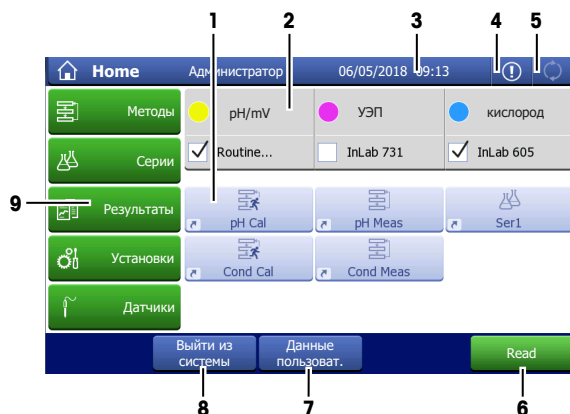 1 2 3 4 5
Home Администратор 06/05/2018 09:13
Методы pH/mV УЭП кислород
Серии Routine... InLab 731 InLab 605
9 Результаты pH Cal pH Meas Ser1
Установки Cond Cal Cond Meas
Датчики
Выйти из системы Данные пользоват. Read
8 7 6